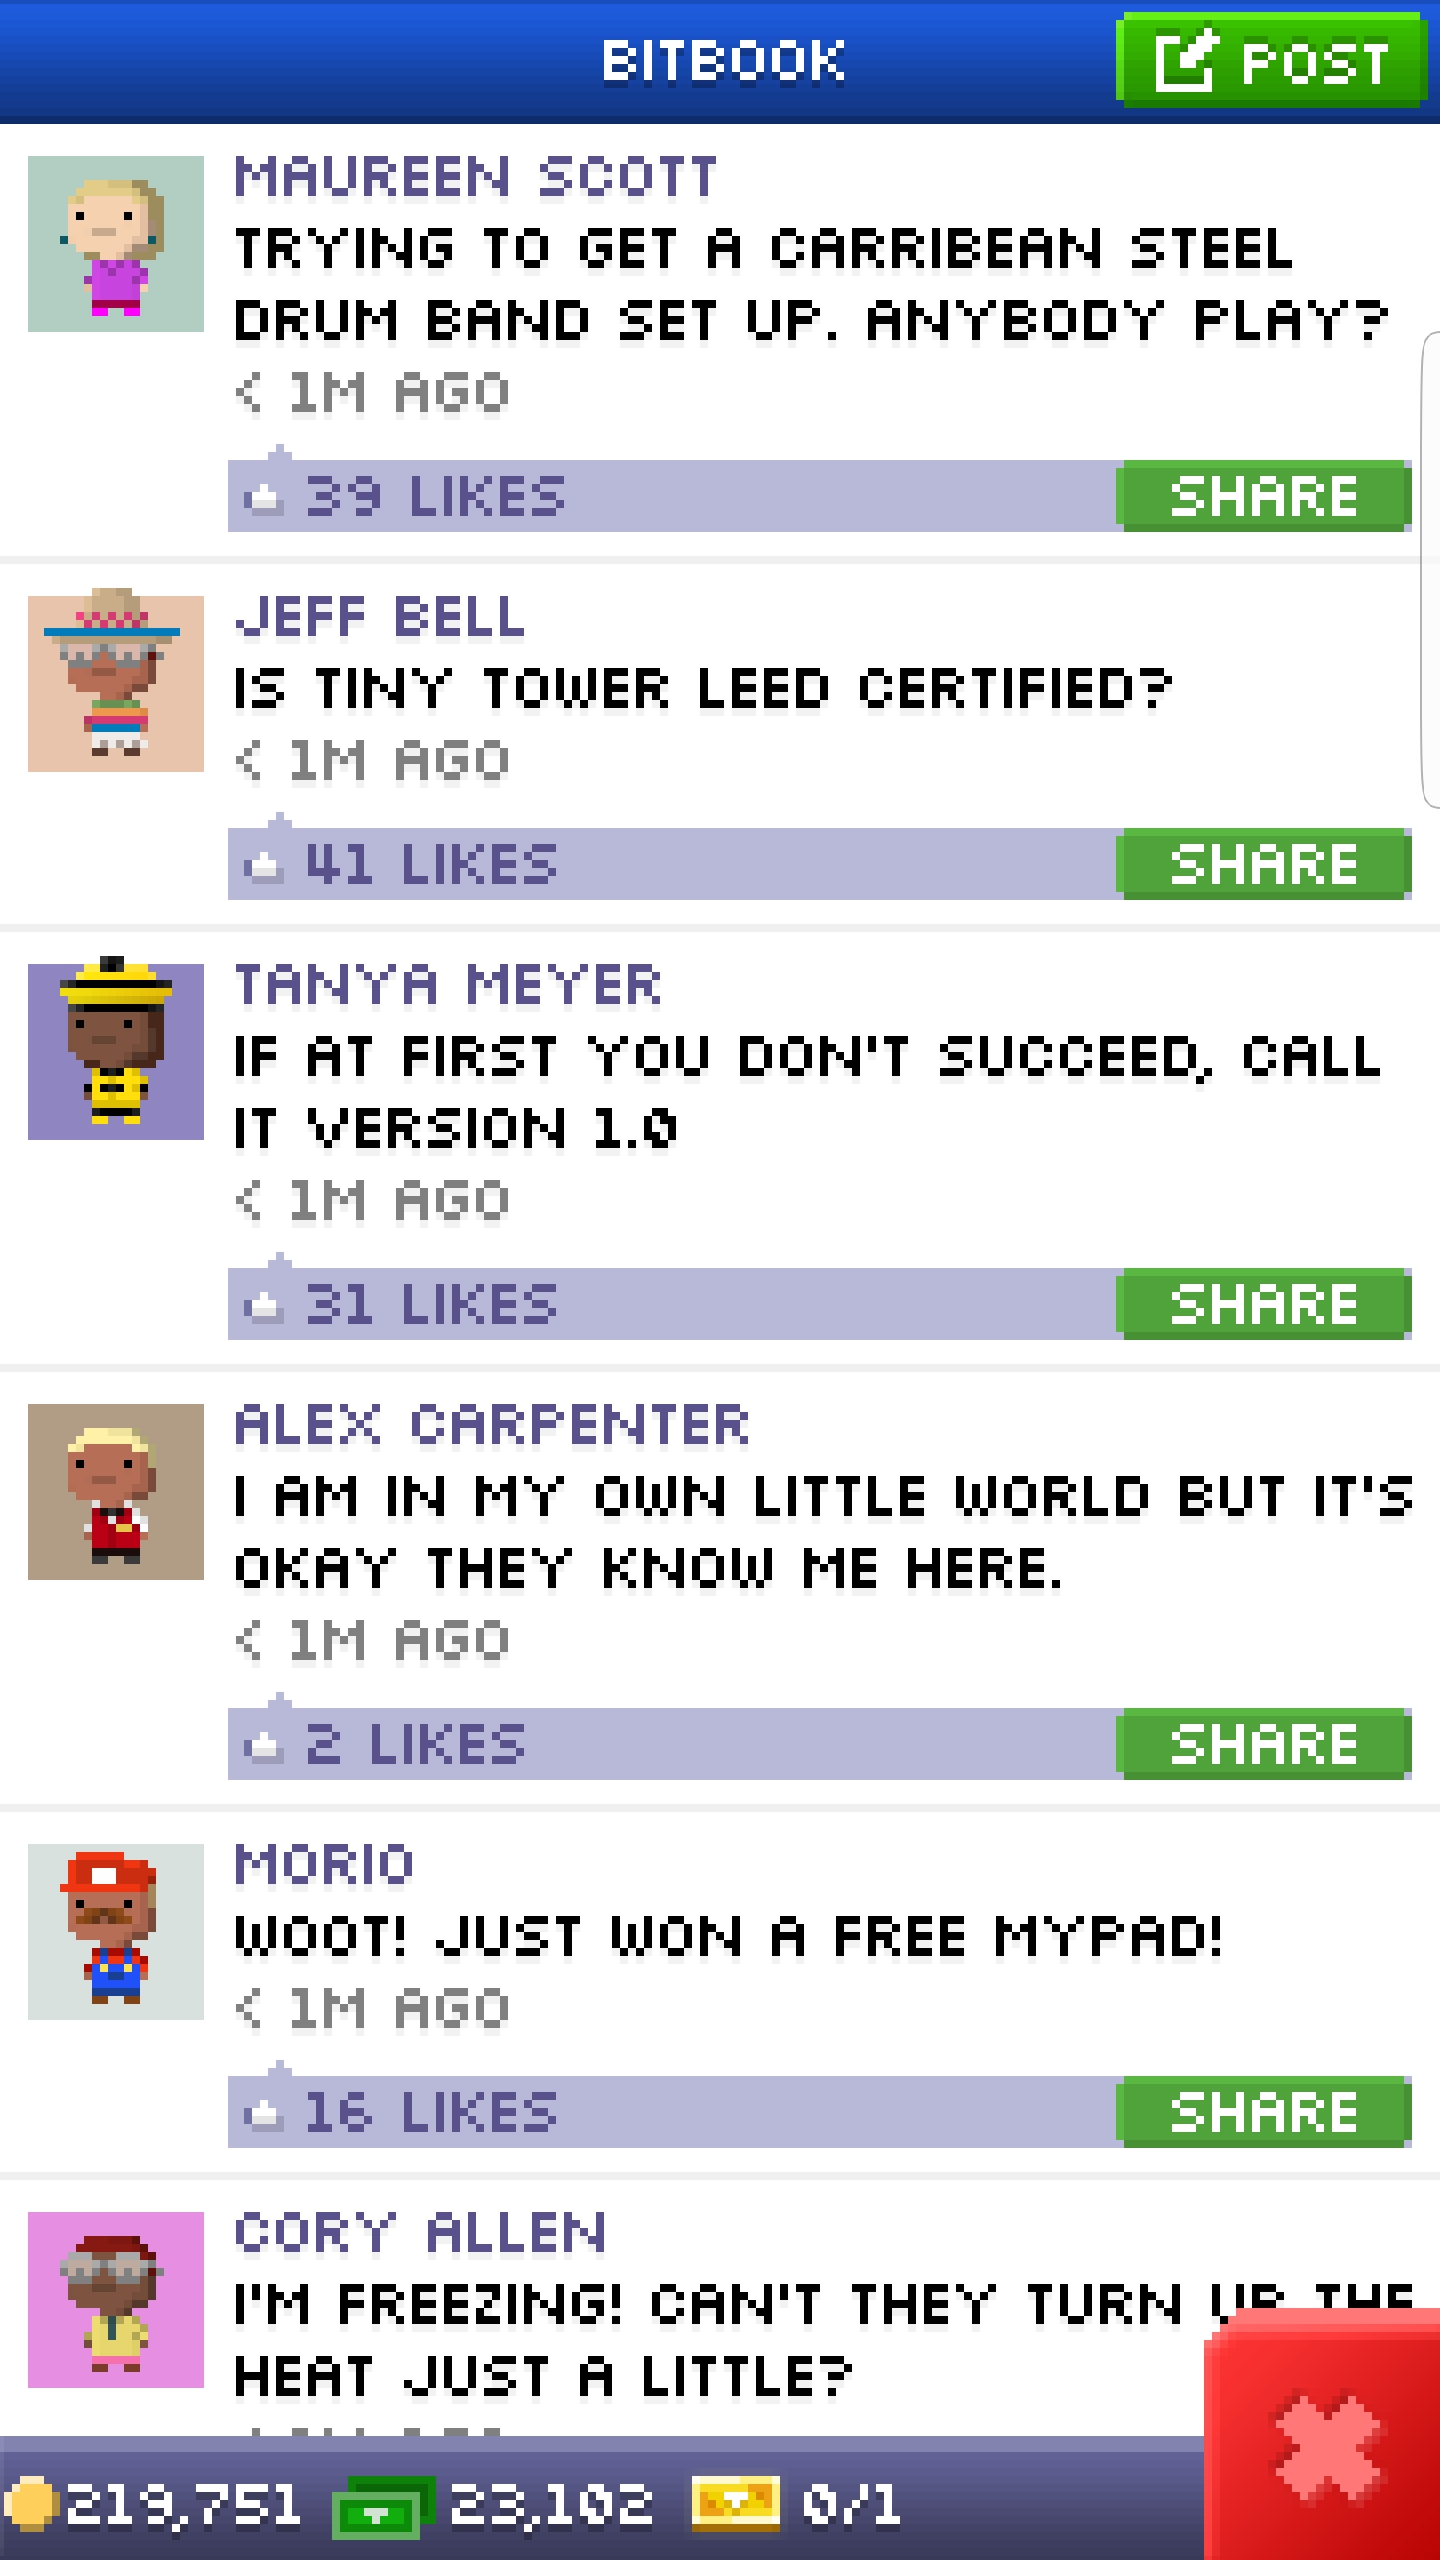 BITBOOK
POST
MAUREEN SCOTT
TRYING TO GET A CARRIBEAN STEEL
DRUM BAND SET UP. ANYBODY PLAY?
< 1M AGO
39 LIKES
SHARE
JEFF BELL
IS TINY TOWER LEED CERTIFIED?
< 1M AGO
41 LIKES
SHARE
TANYA MEYER
IF AT FIRST YOU DON'T SUCCEED, CALL
IT VERSION 1.0
< 1M AGO
31 LIKES
SHARE
ALEX CARPENTER
I AM IN MY OWN LITTLE WORLD BUT IT'S
OKAY THEY KNOW ME HERE.
< 1M AGO
2 LIKES
SHARE
MORIO
WOOT! JUST WON A FREE MYPAD!
< 1M AGO
16 LIKES
SHARE
CORY ALLEN
I'M FREEZING! CAN'T THEY TURN UP THE
HEAT JUST A LITTLE?
219,751 23,102 0/1